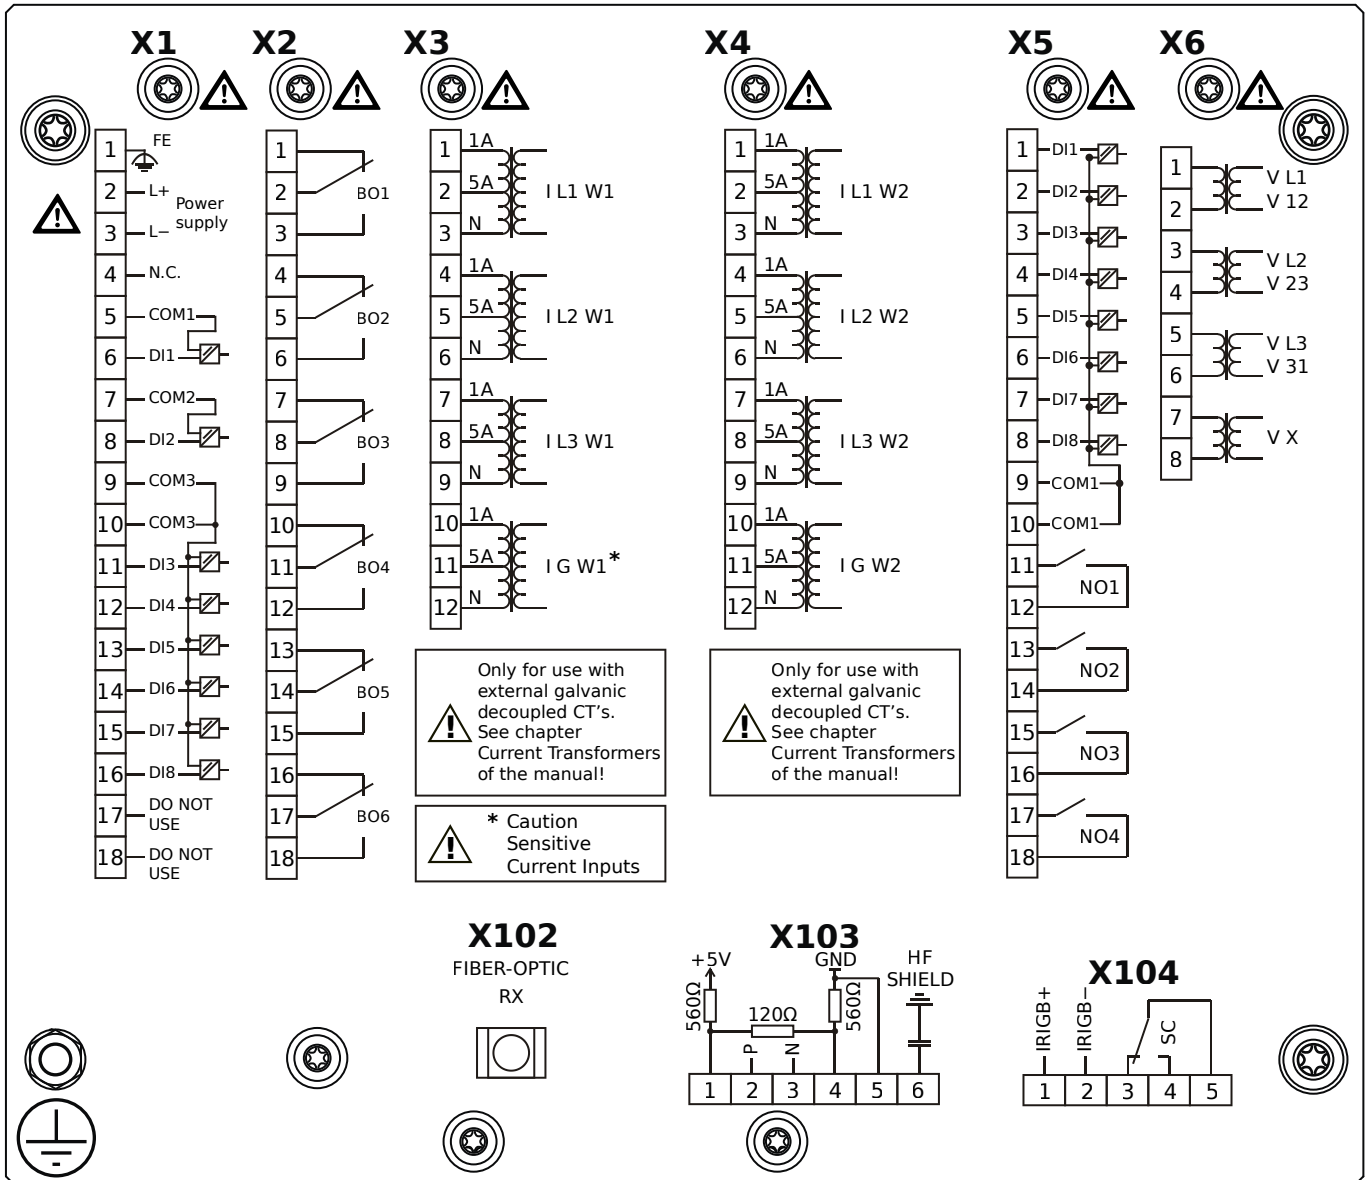 X1 X2 X3 X4 X5 X6
1 FE
2 L+
Power
supply
3 L−
4 N.C.
5 COM1
6 DI1
7 COM2
8 DI2
9 COM3
10 COM3
11 DI3
12 DI4
13 DI5
14 DI6
15 DI7
16 DI8
17 DO NOT
USE
18 DO NOT
USE
1
2 BO1
3
4
5 BO2
6
7
8 BO3
9
10
11 BO4
12
13
14 BO5
15
16
17 BO6
18
1 1A
2 5A I L1 W1
3 N
4 1A
5 5A I L2 W1
6 N
7 1A
8 5A I L3 W1
9 N
10 1A
11 5A I G W1*
12 N
Only for use with
external galvanic
decoupled CT's.
See chapter
Current Transformers
of the manual!
* Caution
Sensitive
Current Inputs
1 1A
2 5A I L1 W2
3 N
4 1A
5 5A I L2 W2
6 N
7 1A
8 5A I L3 W2
9 N
10 1A
11 5A I G W2
12 N
Only for use with
external galvanic
decoupled CT's.
See chapter
Current Transformers
of the manual!
1 DI1
2 DI2
3 DI3
4 DI4
5 DI5
6 DI6
7 DI7
8 DI8
9 COM1
10 COM1
11
NO1
12
13
NO2
14
15
NO3
16
17
NO4
18
1 V L1
2 V 12
3 V L2
4 V 23
5 V L3
6 V 31
7
V X
8
X102
FIBER-OPTIC
RX
X103
+5V GND HF
SHIELD
560Ω 120Ω 560Ω
P N
1 2 3 4 5 6
X104
IRIGB+ IRIGB− SC
1 2 3 4 5